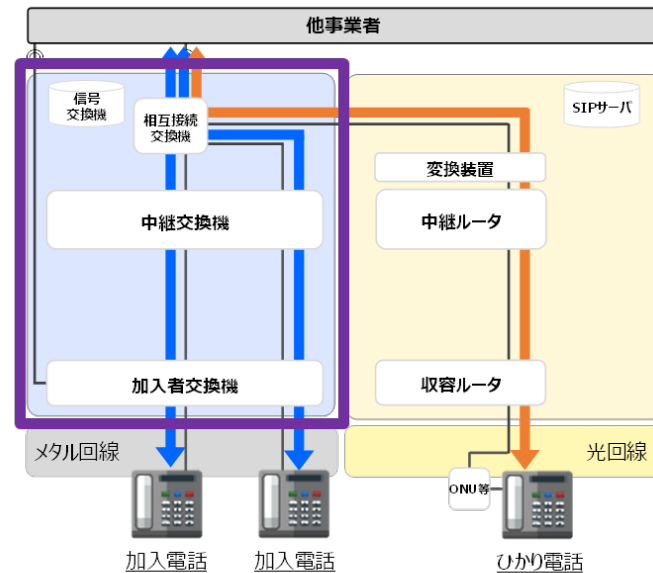 他事業者
信号
交換機
相互接続
交換機
SIPサーバ
変換装置
中継交換機
中継ルータ
加入者交換機
収容ルータ
メタル回線
光回線
ONU等
加入電話
加入電話
ひかり電話